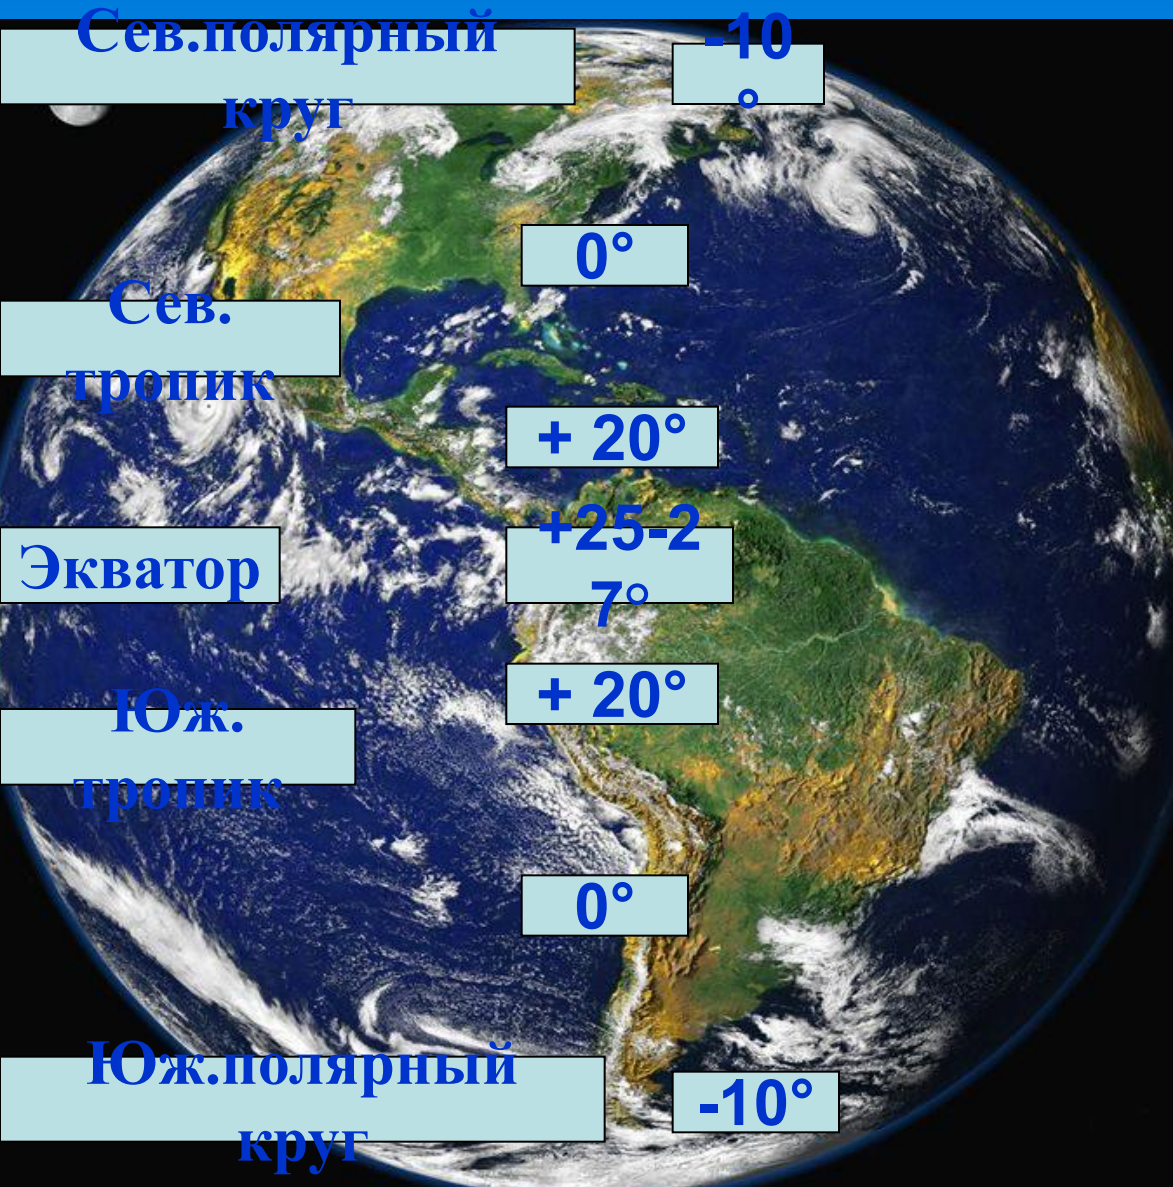 Сев.полярный
круг
-10
°
0°
Сев.
тропик
+ 20°
+25-2
7°
Экватор
+ 20°
Юж.
тропик
0°
Юж.полярный
круг
-10°